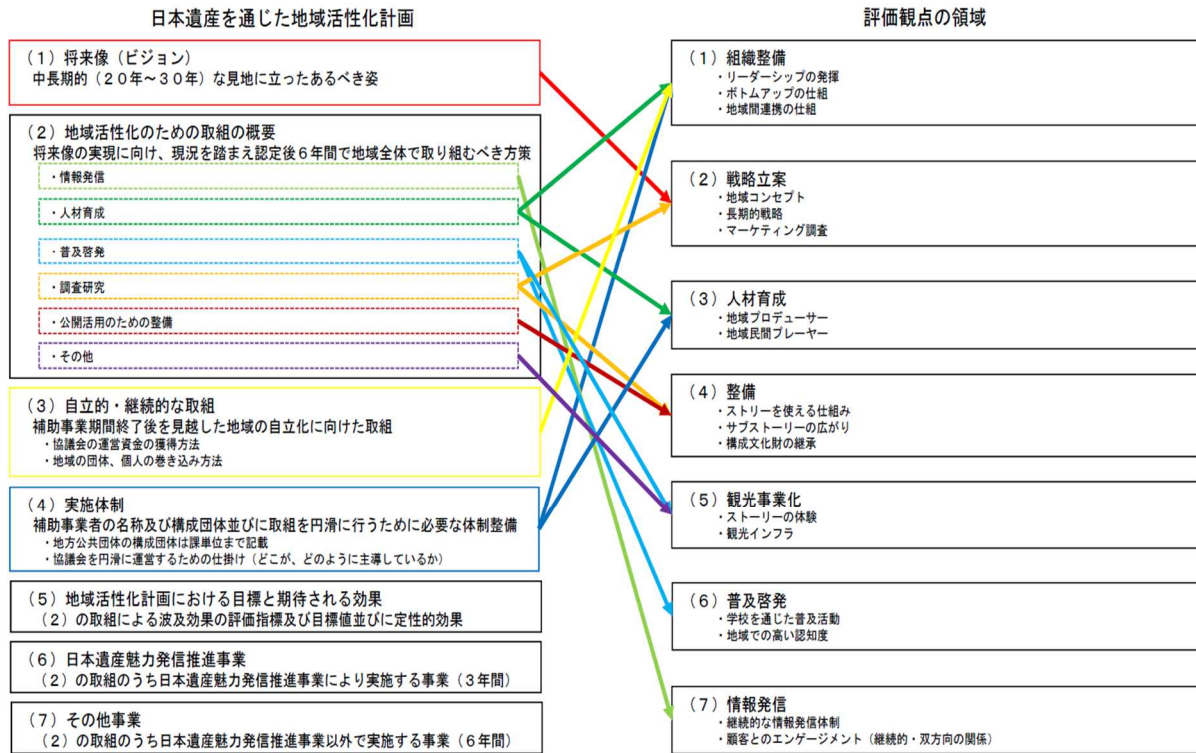 日本遺産を通じた地域活性化計画
（１）将来像（ビジョン）
中長期的（２０年～３０年）な見地に立ったあるべき姿
（２）地域活性化のための取組の概要
将来像の実現に向け、現況を踏まえ認定後６年間で地域全体で取り組むべき方策
・情報発信
・人材育成
・普及啓発
・調査研究
・公開活用のための整備
・その他
（３）自立的・継続的な取組
補助事業期間終了後を見越した地域の自立化に向けた取組
・協議会の運営資金の獲得方法
・地域の団体、個人の巻き込み方法
（４）実施体制
補助事業者の名称及び構成団体並びに取組を円滑に行うために必要な体制整備
・地方公共団体の構成団体は課単位まで記載
・協議会を円滑に運営するための仕掛け（どこが、どのように主導しているか）
（５）地域活性化計画における目標と期待される効果
（２）の取組による波及効果の評価指標及び目標値並びに定性的効果
（６）日本遺産魅力発信推進事業
（２）の取組のうち日本遺産魅力発信推進事業により実施する事業（３年間）
（７）その他事業
（２）の取組のうち日本遺産魅力発信推進事業以外で実施する事業（６年間）
評価観点の領域
（１）組織整備
・リーダーシップの発揮
・ボトムアップの仕組
・地域間連携の仕組
（２）戦略立案
・地域コンセプト
・長期的戦略
・マーケティング調査
（３）人材育成
・地域プロデューサー
・地域民間プレーヤー
（４）整備
・ストリーを使える仕組み
・サブストーリーの広がり
・構成文化財の継承
（５）観光事業化
・ストーリーの体験
・観光インフラ
（６）普及啓発
・学校を通じた普及活動
・地域での高い認知度
（７）情報発信
・継続的な情報発信体制
・顧客とのエンゲージメント（継続的・双方向の関係）